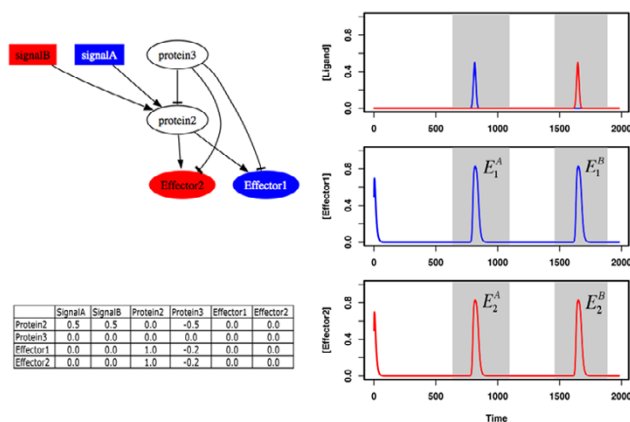 signalB signalA protein3
protein2
Effector2 Effector1
SignalA SignalB Protein2 Protein3 Effector1 Effector2
Protein2 0.5 0.5 0.0 -0.5 0.0 0.0
Protein3 0.0 0.0 0.0 0.0 0.0 0.0
Effector1 0.0 0.0 1.0 -0.2 0.0 0.0
Effector2 0.0 0.0 1.0 -0.2 0.0 0.0
[Ligand]
0.8
0.4
0.0
0 500 1000 1500 2000
[Effector1]
0.8
0.4
0.0
E₁ᴬ E₁ᴮ
0 500 1000 1500 2000
[Effector2]
0.8
0.4
0.0
E₂ᴬ E₂ᴮ
0 500 1000 1500 2000
Time